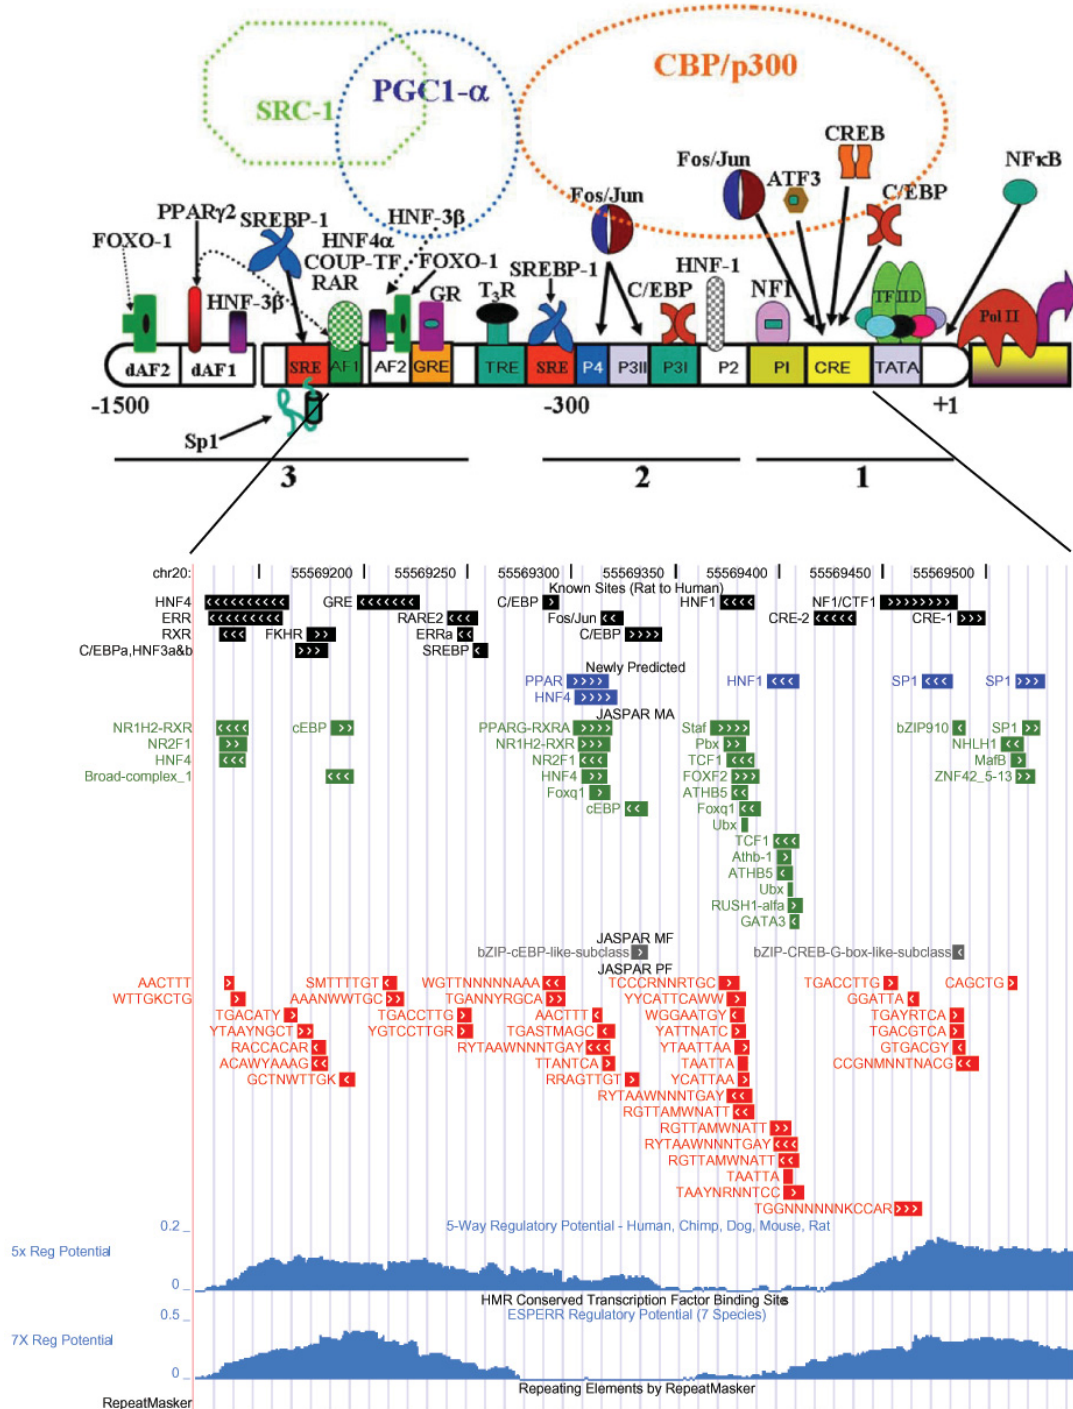 SRC-1
PGC1-α
CBP/p300
CREB
Fos/Jun
ATF3
NFκB
C/EBP
Fos/Jun
PPARγ2
SREBP-1
HNF-3β
FOXO-1
HNF4α
COUP-TF
RAR
FOXO-1
HNF-3β
GR
T3R
SREBP-1
C/EBP
HNF-1
NF1
TFIID
Pol II
dAF2 dAF1 SRE AF1 AF2 GRE TRE SRE P4 P3II P3I P2 PI CRE TATA
-1500 -300 +1
Sp1
3 2 1
chr20: 55569200 55569250 55569300 55569350 55569400 55569450 55569500
Known Sites (Rat to Human)
HNF4 GRE C/EBP HNF1 NF1/CTF1
ERR RARE2 Fos/Jun CRE-2 CRE-1
RXR FKHR ERRa C/EBP
C/EBPa,HNF3a&b SREBP
Newly Predicted
PPAR HNF1 SP1 SP1
HNF4
JASPAR MA
NR1H2-RXR cEBP PPARG-RXRA Staf bZIP910 SP1
NR2F1 NR1H2-RXR Pbx NHLH1
HNF4 NR2F1 TCF1 MafB
Broad-complex_1 HNF4 FOXF2 ZNF42_5-13
Foxq1 ATHB5
cEBP Foxq1
Ubx
TCF1
Athb-1
ATHB5
Ubx
RUSH1-alfa
GATA3
JASPAR MF
bZIP-cEBP-like-subclass bZIP-CREB-G-box-like-subclass
JASPAR PF
AACTTT SMTTTTGT WGTTNNNNNAAA TCCCRNNRTGC TGACCTTG CAGCTG
WTTGKCTG AAANWWTGC TGANNYRGCA YYCATTCAWW GGATTA
TGACATY TGACCTTG AACTTT WGGAATGY TGAYRTCA
YTAAYNGCT YGTCCTTGR TGASTMAGC YATTNATC TGACGTCA
RACCACAR RYTAAWNNNTGAY YTAATTAA GTGACGY
ACAWYAAAG TTANTCA TAATTA CCGNMNNTNACG
GCTNWTTGK RRAGTTGT YCATTAA
RYTAAWNNNTGAY
RGTTAMWNATT
RGTTAMWNATT
RYTAAWNNNTGAY
RGTTAMWNATT
TAATTA
TAAYNRNNTCC
TGGNNNNNNKCCAR
0.2 5-Way Regulatory Potential - Human, Chimp, Dog, Mouse, Rat
5x Reg Potential
0
HMR Conserved Transcription Factor Binding Sites
0.5 ESPERR Regulatory Potential (7 Species)
7X Reg Potential
0
Repeating Elements by RepeatMasker
RepeatMasker